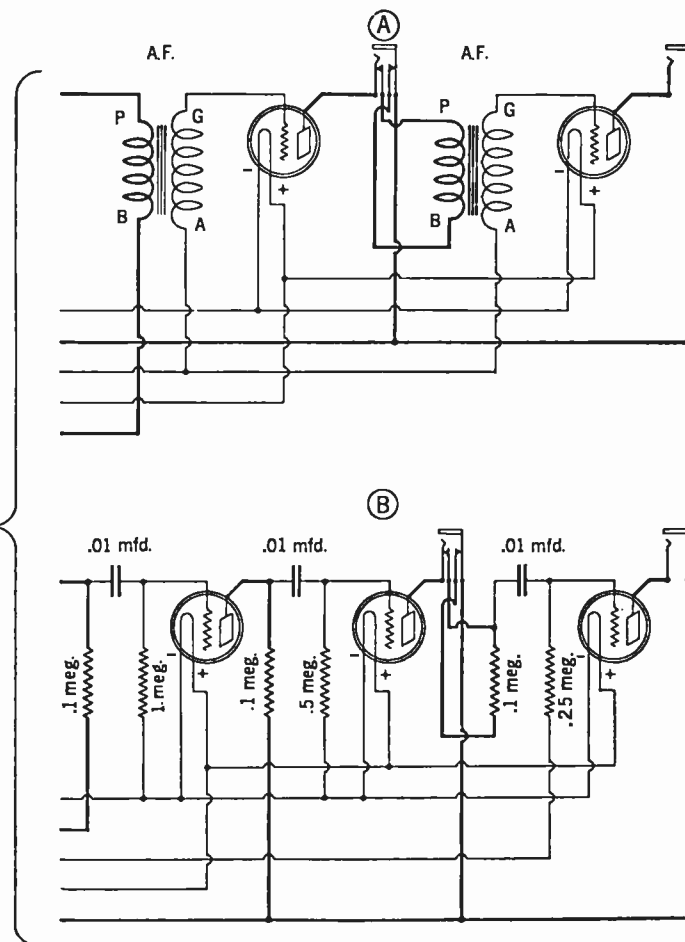 A
A.F. A.F.
P G P G
- + - +
B A B A
B
.01 mfd. .01 mfd. .01 mfd.
- + - + - +
.1 meg. 1. meg. .1 meg. .5 meg. .1 meg. .25 meg.